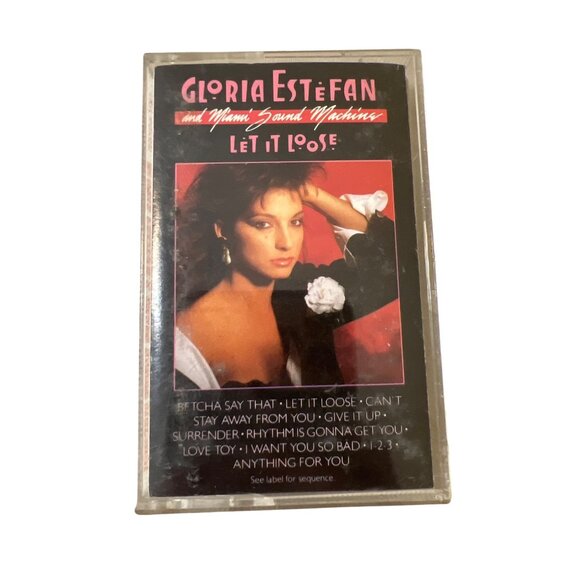 GLORIA ESTEFAN
and Miami Sound Machine
LET IT LOOSE
BETCHA SAY THAT • LET IT LOOSE • CAN'T
STAY AWAY FROM YOU • GIVE IT UP •
SURRENDER • RHYTHM IS GONNA GET YOU •
LOVE TOY • I WANT YOU SO BAD • 1-2-3 •
ANYTHING FOR YOU
See label for sequence.